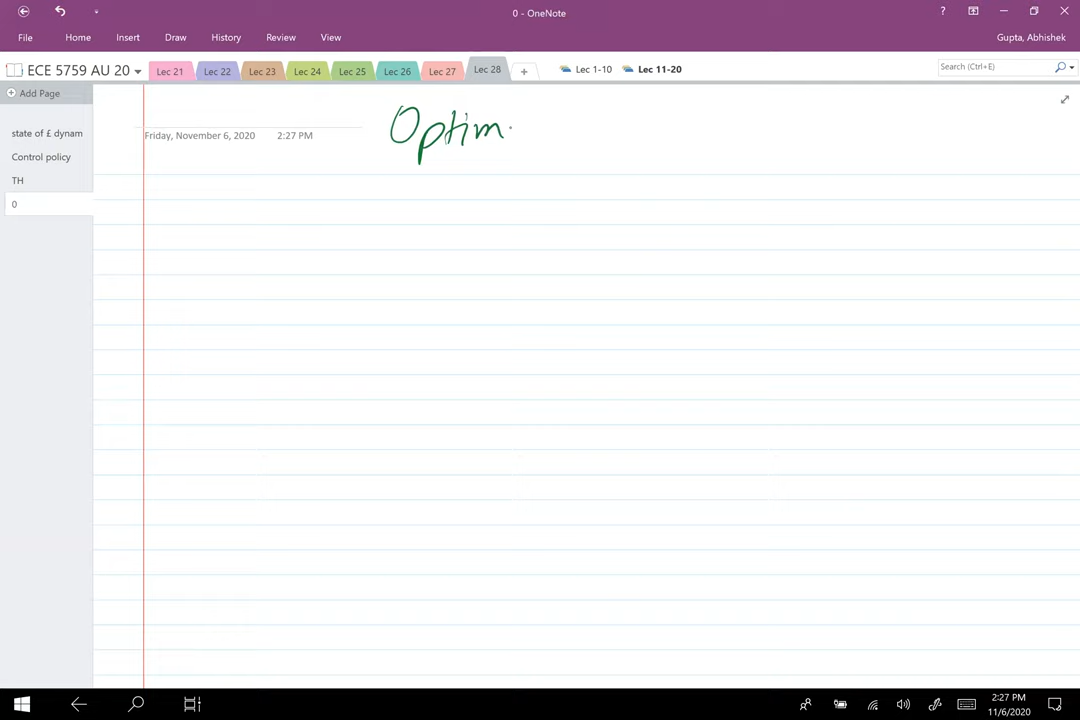 0 - OneNote
?
File Home Insert Draw History Review View
Gupta, Abhishek
ECE 5759 AU 20
Lec 21 Lec 22 Lec 23 Lec 24 Lec 25 Lec 26 Lec 27 Lec 28 +
Lec 1-10 Lec 11-20
Search (Ctrl+E)
Add Page
state of £ dynam
Control policy
TH
0
Optim
Friday, November 6, 2020 2:27 PM
2:27 PM
11/6/2020